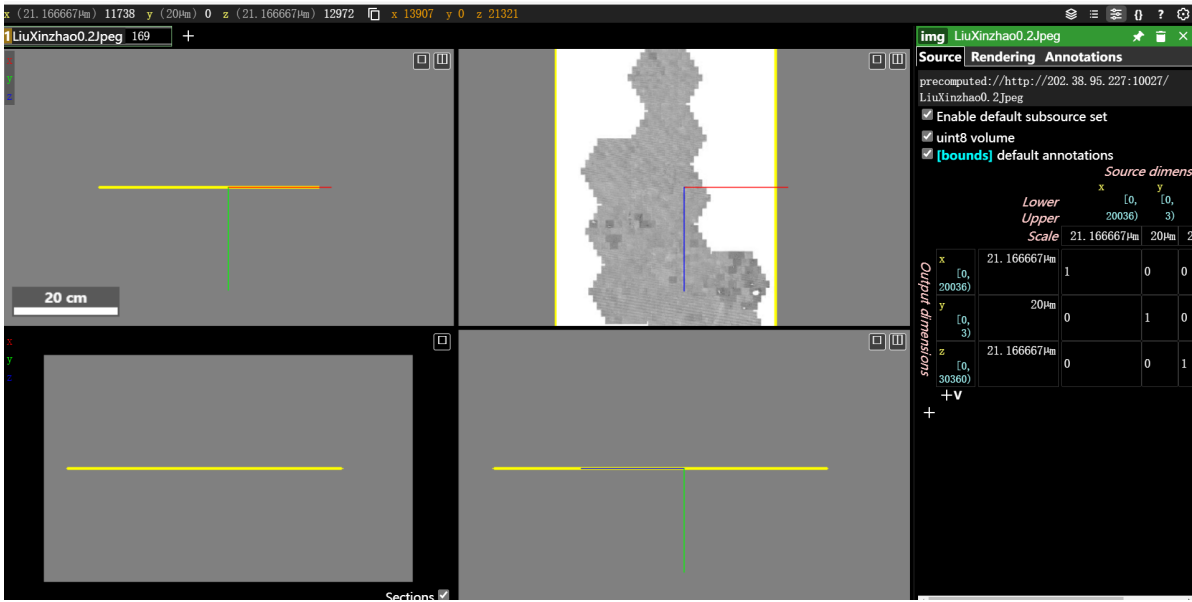 x (21.166667μm) 11738 y (20μm) 0 z (21.166667μm) 12972 x 13907 y 0 z 21321
{} ?
1 LiuXinzhao0.2Jpeg 169 +
img LiuXinzhao0.2Jpeg
Source Rendering Annotations
precomputed://http://202.38.95.227:10027/
LiuXinzhao0.2Jpeg
Enable default subsource set
uint8 volume
[bounds] default annotations
Source dimens
x y
Lower [0, [0,
Upper 20036) 3)
Scale 21.166667μm 20μm 2
Output dimensions
x 21.166667μm 1 0 0
[0,
20036)
y 20μm 0 1 0
[0,
3)
z 21.166667μm 0 0 1
[0,
30360)
+V
+
x
y
z
20 cm
x
y
z
Sections